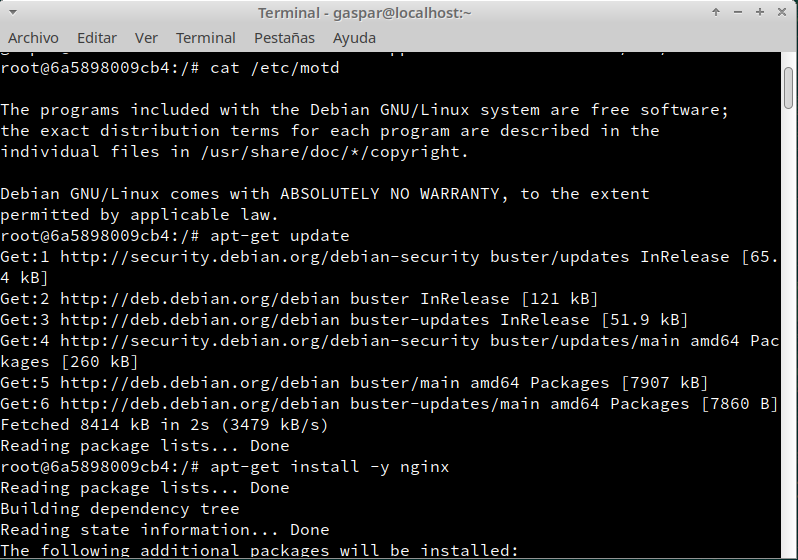 Terminal - gaspar@localhost:~
Archivo Editar Ver Terminal Pestañas Ayuda
root@6a5898009cb4:/# cat /etc/motd
The programs included with the Debian GNU/Linux system are free software;
the exact distribution terms for each program are described in the
individual files in /usr/share/doc/*/copyright.
Debian GNU/Linux comes with ABSOLUTELY NO WARRANTY, to the extent
permitted by applicable law.
root@6a5898009cb4:/# apt-get update
Get:1 http://security.debian.org/debian-security buster/updates InRelease [65.
4 kB]
Get:2 http://deb.debian.org/debian buster InRelease [121 kB]
Get:3 http://deb.debian.org/debian buster-updates InRelease [51.9 kB]
Get:4 http://security.debian.org/debian-security buster/updates/main amd64 Pac
kages [260 kB]
Get:5 http://deb.debian.org/debian buster/main amd64 Packages [7907 kB]
Get:6 http://deb.debian.org/debian buster-updates/main amd64 Packages [7860 B]
Fetched 8414 kB in 2s (3479 kB/s)
Reading package lists... Done
root@6a5898009cb4:/# apt-get install -y nginx
Reading package lists... Done
Building dependency tree
Reading state information... Done
The following additional packages will be installed: